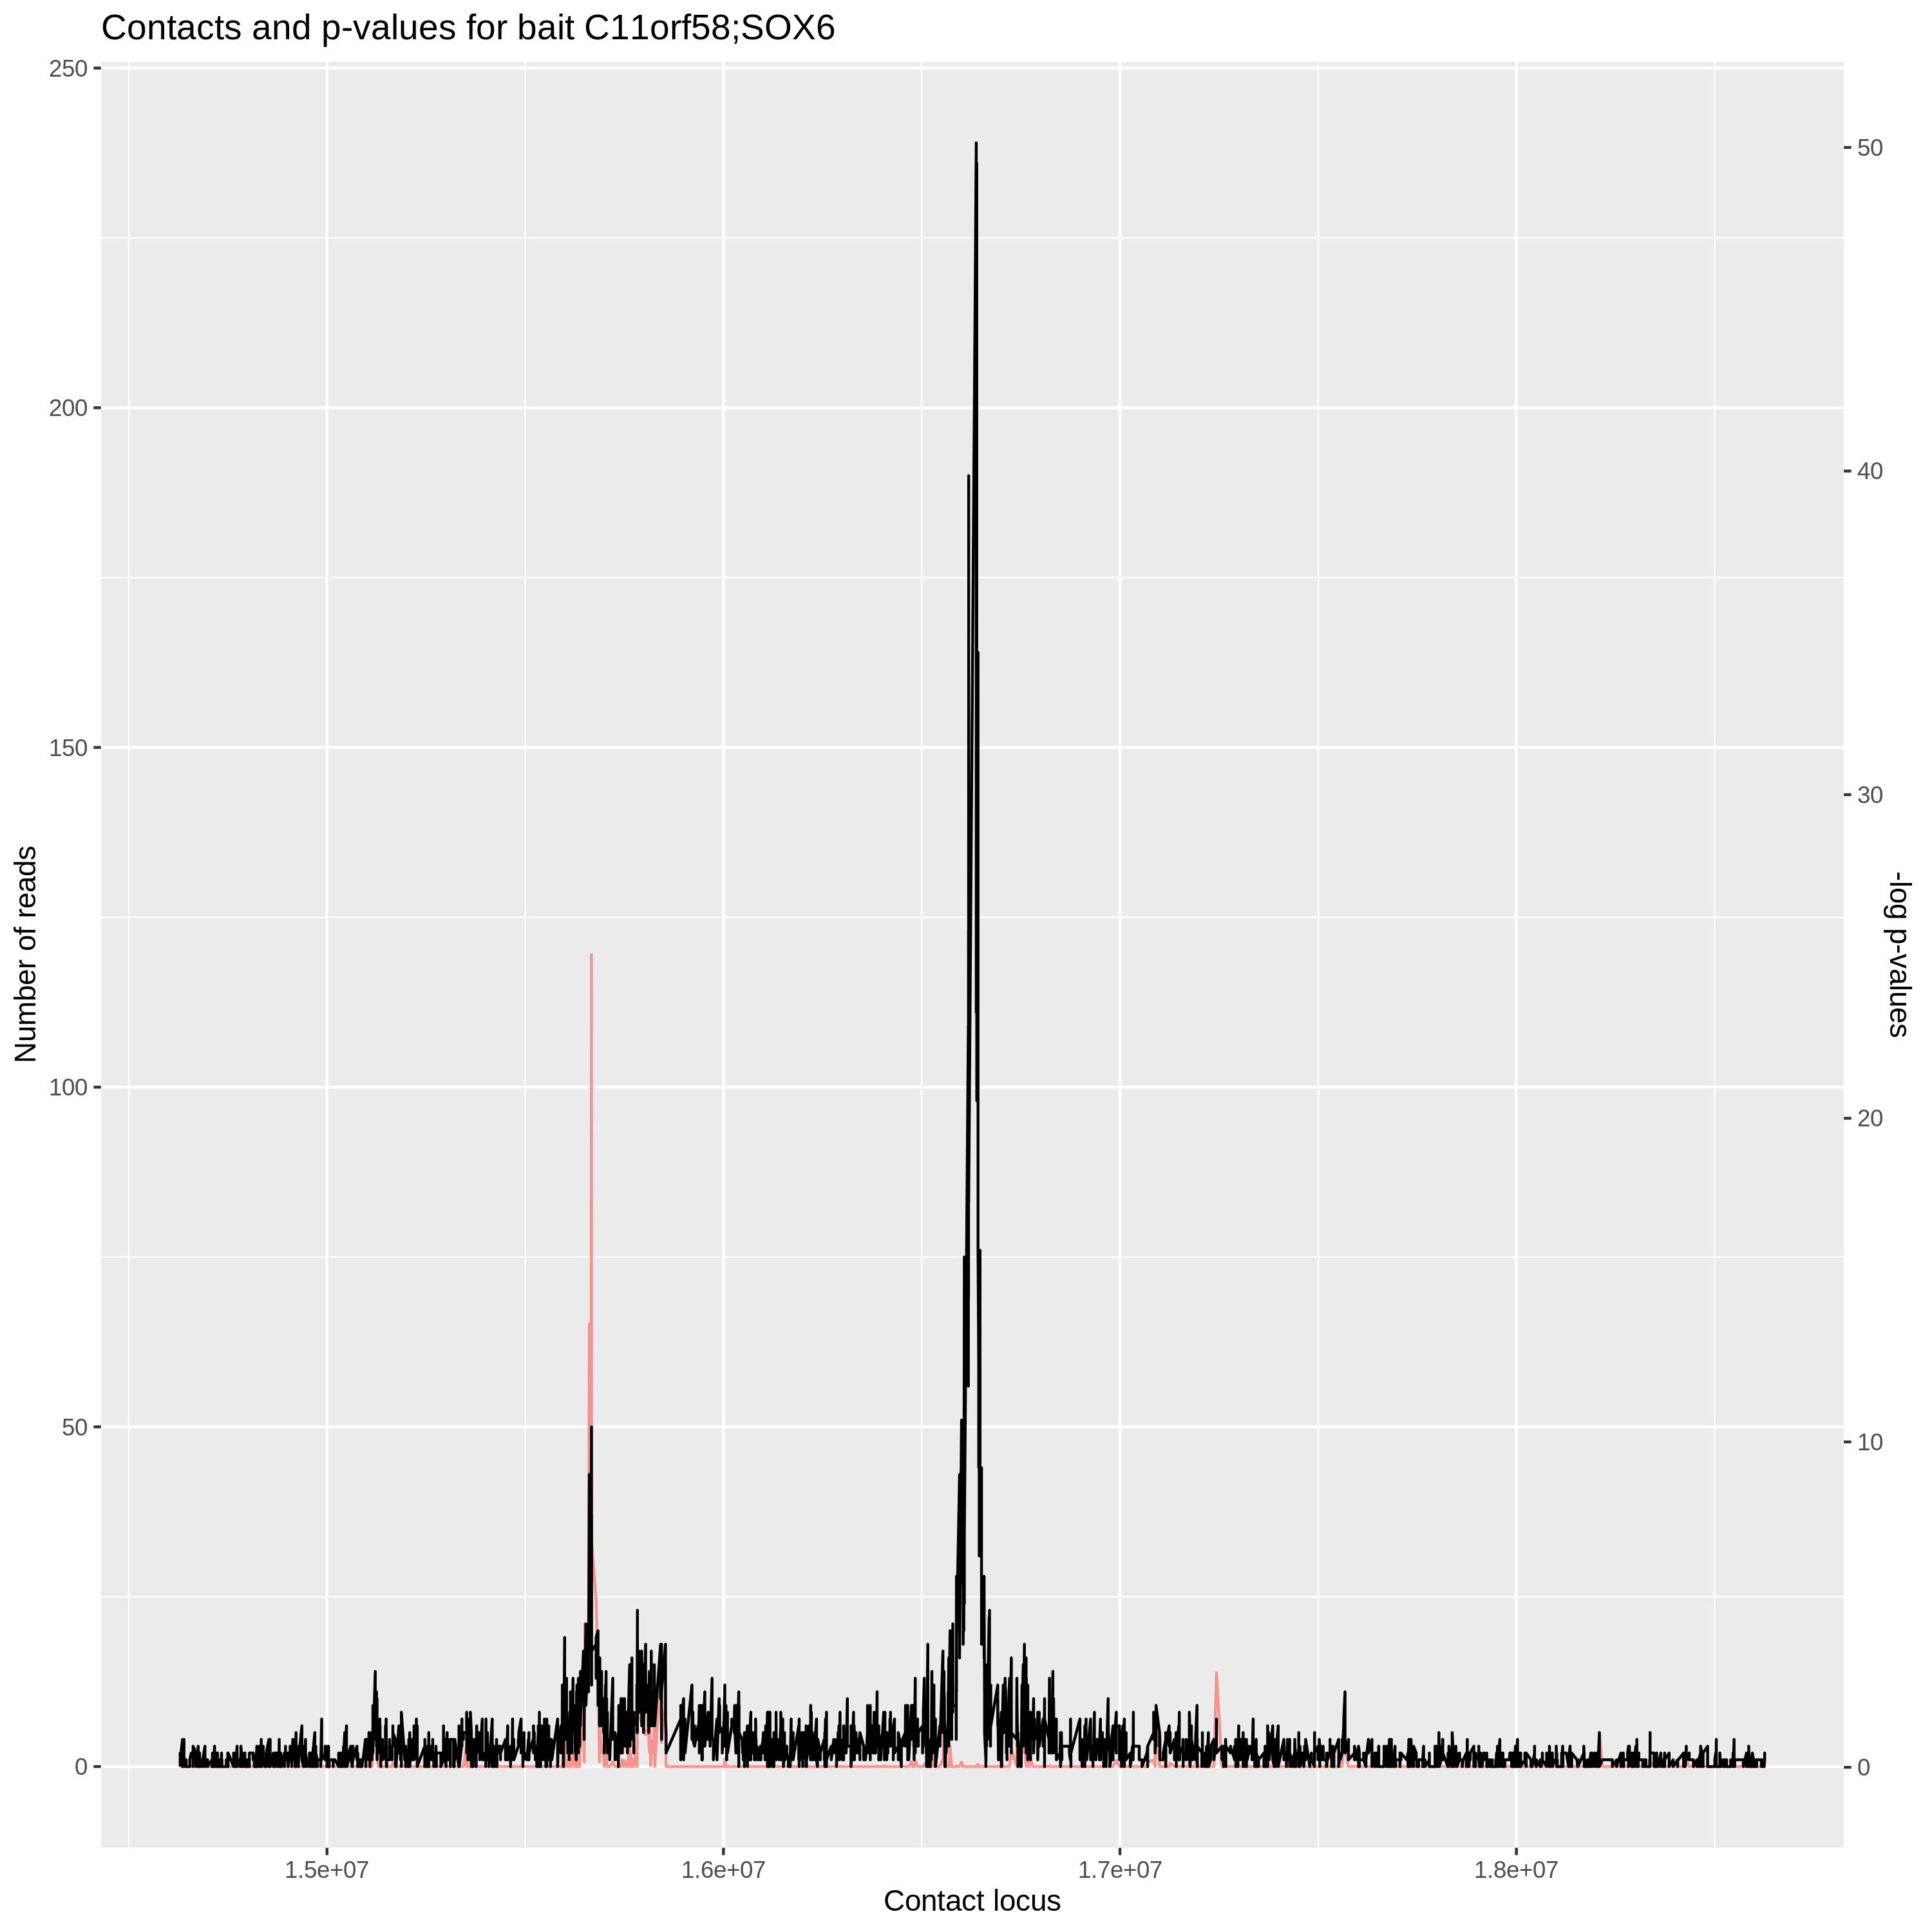 Contacts and p-values for bait C11orf58;SOX6
250
200
150
100
50
0
Number of reads
50
40
30
20
10
0
-log p-values
1.5e+07
1.6e+07
1.7e+07
1.8e+07
Contact locus